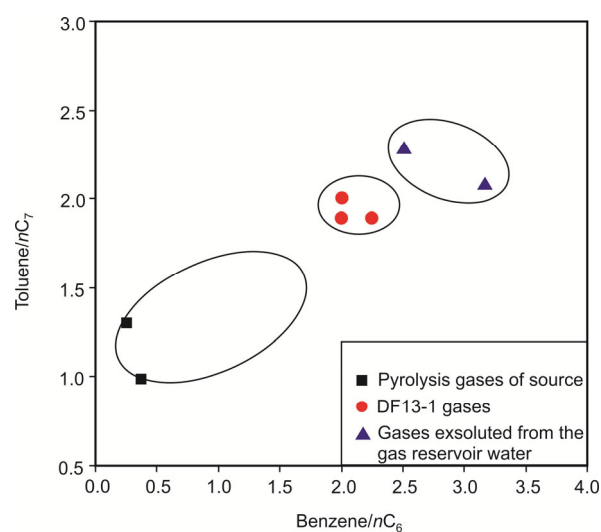 3.0
2.5
2.0
1.5
1.0
0.5
Toluene/nC₇
0.0
0.5
1.0
1.5
2.0
2.5
3.0
3.5
4.0
Benzene/nC₆
Pyrolysis gases of source
DF13-1 gases
Gases exsoluted from the
gas reservoir water